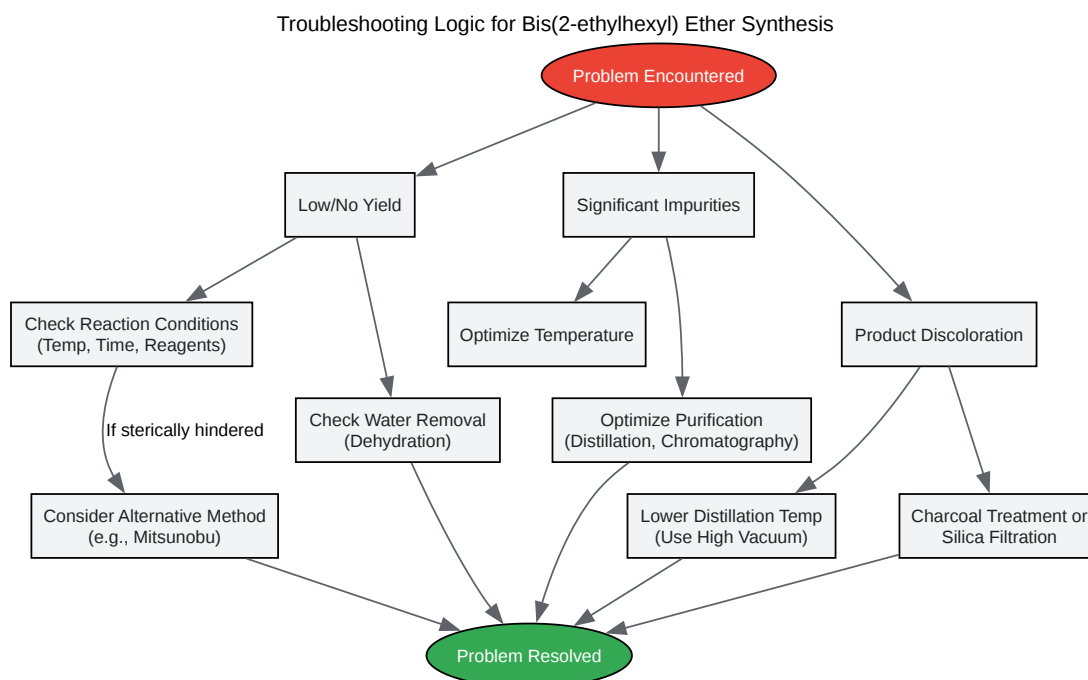 Troubleshooting Logic for Bis(2-ethylhexyl) Ether Synthesis
Problem Encountered
Low/No Yield
Significant Impurities
Check Reaction Conditions
(Temp, Time, Reagents)
Optimize Temperature
Product Discoloration
If sterically hindered
Check Water Removal
(Dehydration)
Optimize Purification
(Distillation, Chromatography)
Consider Alternative Method
(e.g., Mitsunobu)
Lower Distillation Temp
(Use High Vacuum)
Charcoal Treatment or
Silica Filtration
Problem Resolved